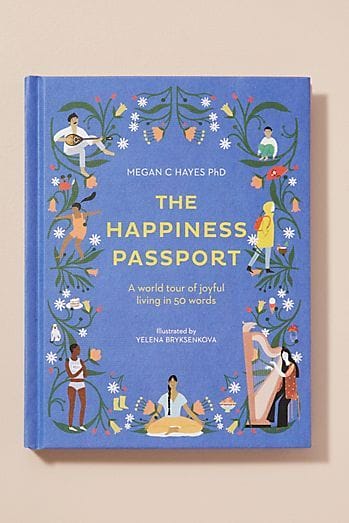 MEGAN C HAYES PhD
THE
HAPPINESS
PASSPORT
A world tour of joyful
living in 50 words
Illustrated by
YELENA BRYKSENKOVA